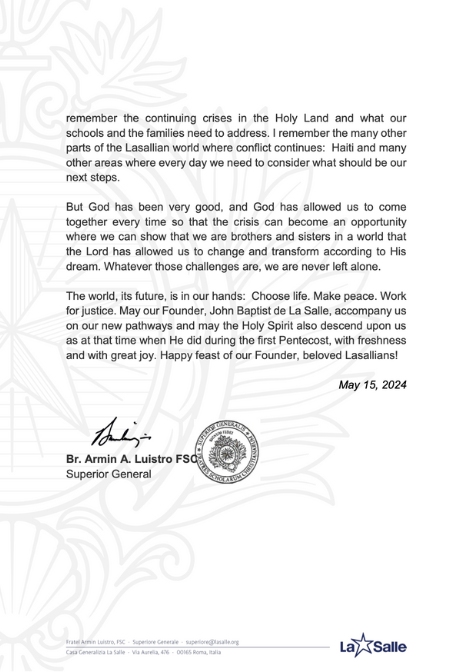 remember the continuing crises in the Holy Land and what our
schools and the families need to address. I remember the many other
parts of the Lasallian world where conflict continues: Haiti and many
other areas where every day we need to consider what should be our
next steps.
But God has been very good, and God has allowed us to come
together every time so that the crisis can become an opportunity
where we can show that we are brothers and sisters in a world that
the Lord has allowed us to change and transform according to His
dream. Whatever those challenges are, we are never left alone.
The world, its future, is in our hands: Choose life. Make peace. Work
for justice. May our Founder, John Baptist de La Salle, accompany us
on our new pathways and may the Holy Spirit also descend upon us
as at that time when He did during the first Pentecost, with freshness
and with great joy. Happy feast of our Founder, beloved Lasallians!
May 15, 2024
Br. Armin A. Luistro FSC
Superior General
Fratel Armin Luistro, FSC - Superiore Generale - superiore@lasalle.org
Casa Generalizia La Salle - Via Aurelia, 476 - 00165 Roma, Italia
La Salle